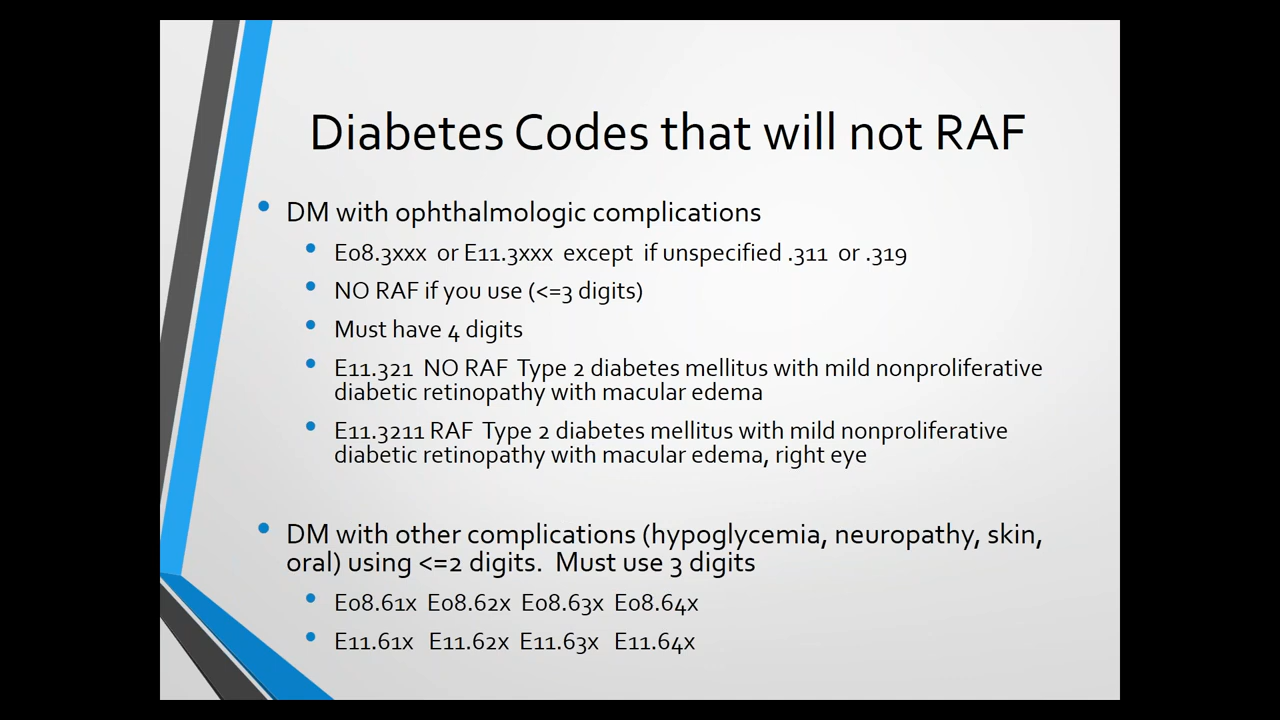 Diabetes Codes that will not RAF
DM with ophthalmologic complications
E08.3xxx or E11.3xxx except if unspecified .311 or .319
NO RAF if you use (<=3 digits)
Must have 4 digits
E11.321 NO RAF Type 2 diabetes mellitus with mild nonproliferative
diabetic retinopathy with macular edema
E11.3211 RAF Type 2 diabetes mellitus with mild nonproliferative
diabetic retinopathy with macular edema, right eye
DM with other complications (hypoglycemia, neuropathy, skin,
oral) using <=2 digits. Must use 3 digits
E08.61x E08.62x E08.63x E08.64x
E11.61x E11.62x E11.63x E11.64x